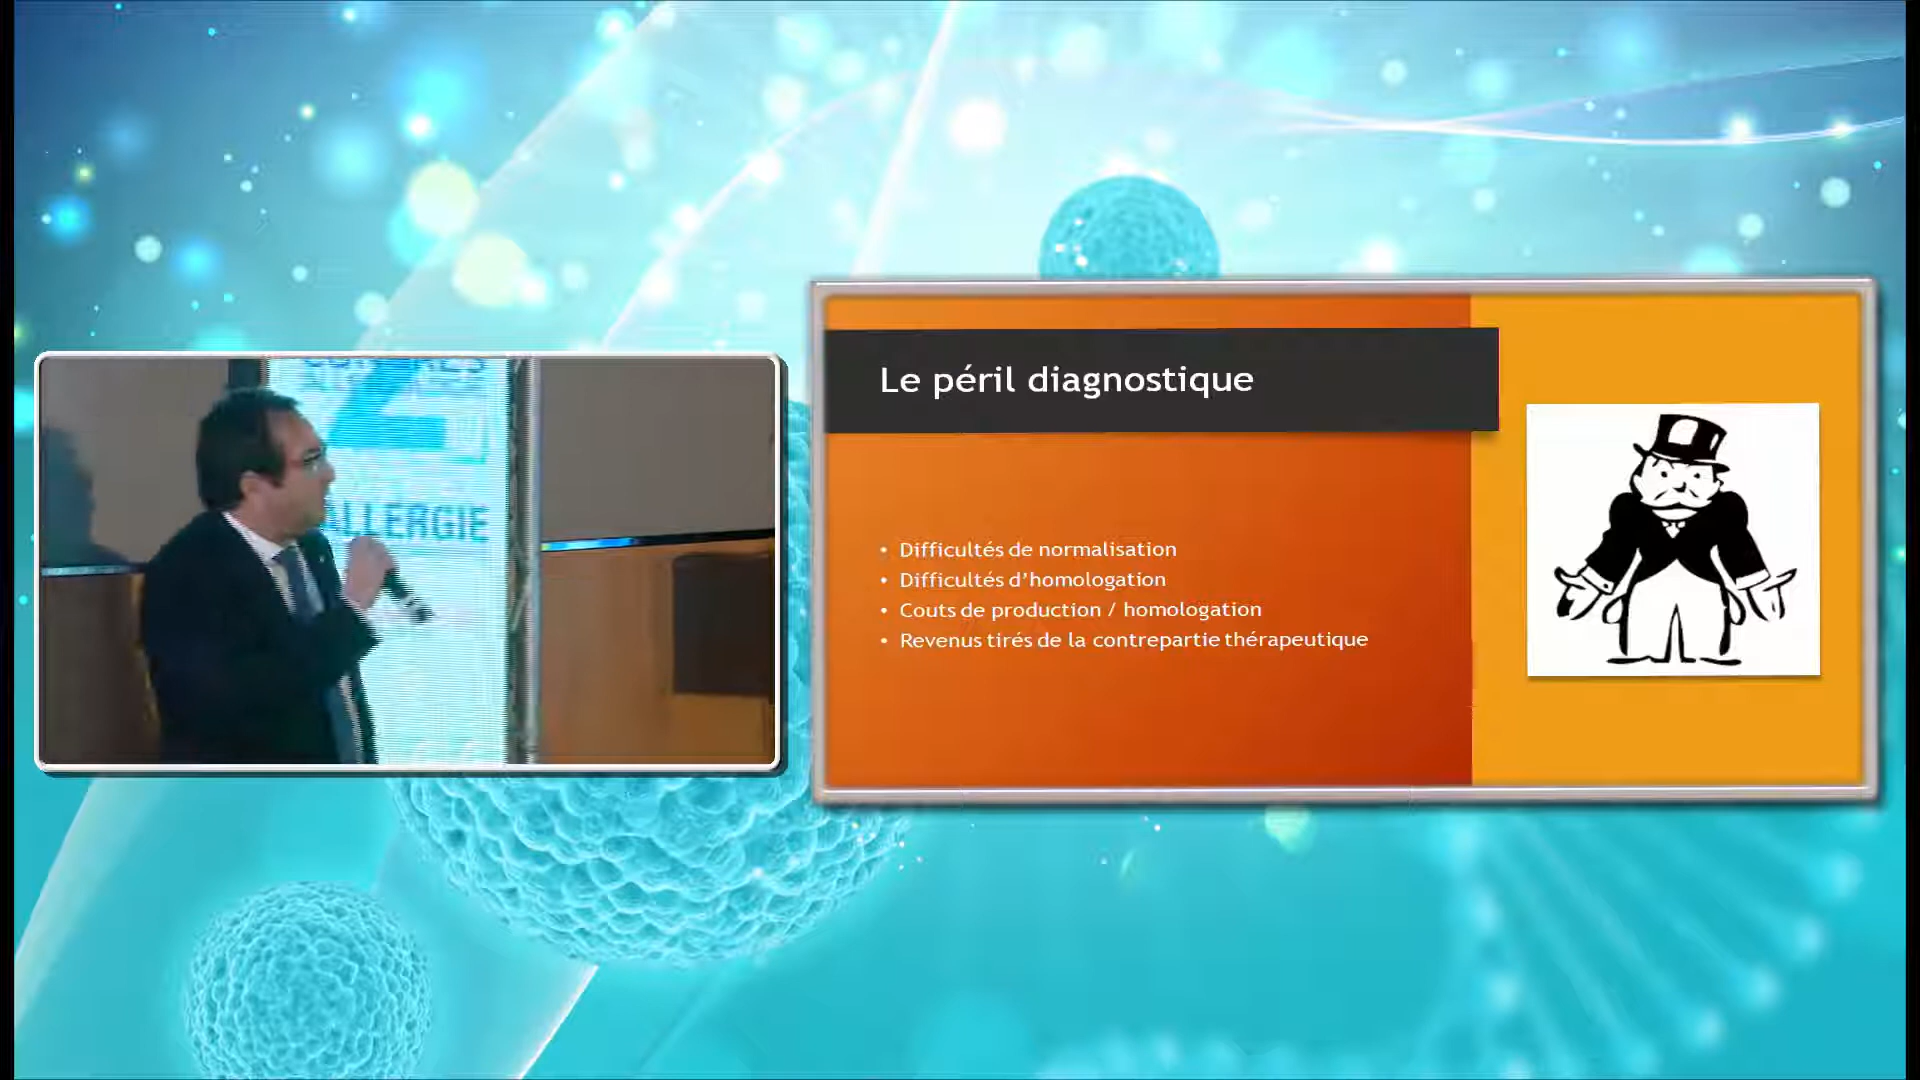 ALLERGIE
Le péril diagnostique
• Difficultés de normalisation
• Difficultés d’homologation
• Couts de production / homologation
• Revenus tirés de la contrepartie thérapeutique